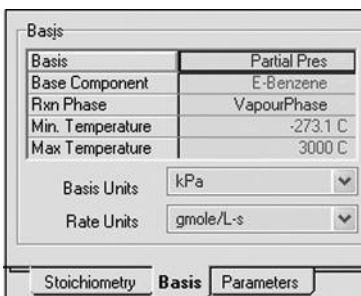 Basis
Basis Partial Pres
Base Component E-Benzene
Rxn Phase VapourPhase
Min. Temperature -273.1 C
Max Temperature 3000 C
Basis Units kPa
Rate Units gmole/L-s
Stoichiometry Basis Parameters